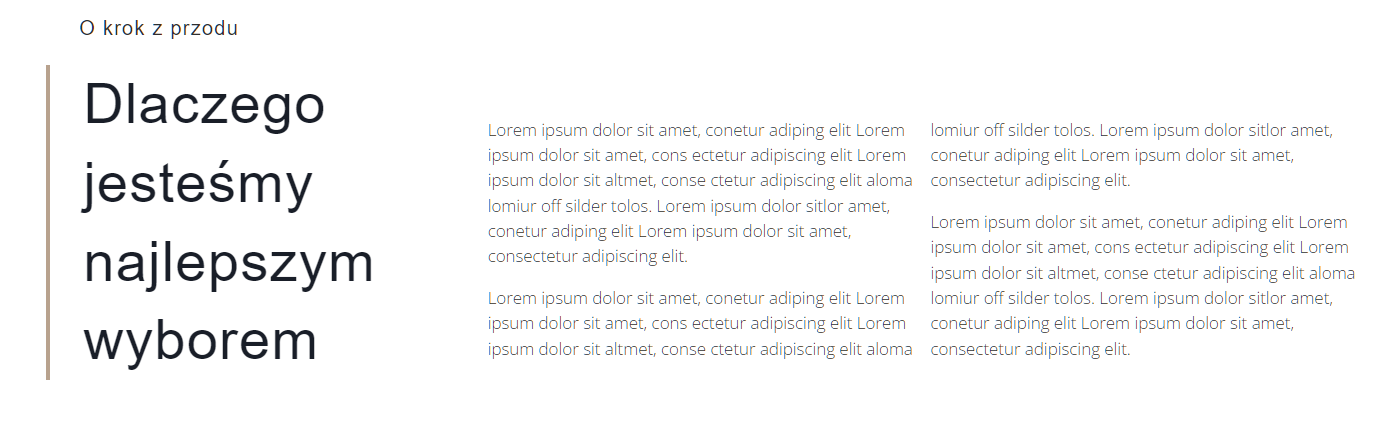 O krok z przodu
Dlaczego
jesteśmy
najlepszym
wyborem
Lorem ipsum dolor sit amet, conetur adiping elit Lorem
ipsum dolor sit amet, cons ectetur adipiscing elit Lorem
ipsum dolor sit altmet, conse ctetur adipiscing elit aloma
lomiur off silder tolos. Lorem ipsum dolor sitlor amet,
conetur adiping elit Lorem ipsum dolor sit amet,
consectetur adipiscing elit.
Lorem ipsum dolor sit amet, conetur adiping elit Lorem
ipsum dolor sit amet, cons ectetur adipiscing elit Lorem
ipsum dolor sit altmet, conse ctetur adipiscing elit aloma
lomiur off silder tolos. Lorem ipsum dolor sitlor amet,
conetur adiping elit Lorem ipsum dolor sit amet,
consectetur adipiscing elit.
Lorem ipsum dolor sit amet, conetur adiping elit Lorem
ipsum dolor sit amet, cons ectetur adipiscing elit Lorem
ipsum dolor sit altmet, conse ctetur adipiscing elit aloma
lomiur off silder tolos. Lorem ipsum dolor sitlor amet,
conetur adiping elit Lorem ipsum dolor sit amet,
consectetur adipiscing elit.